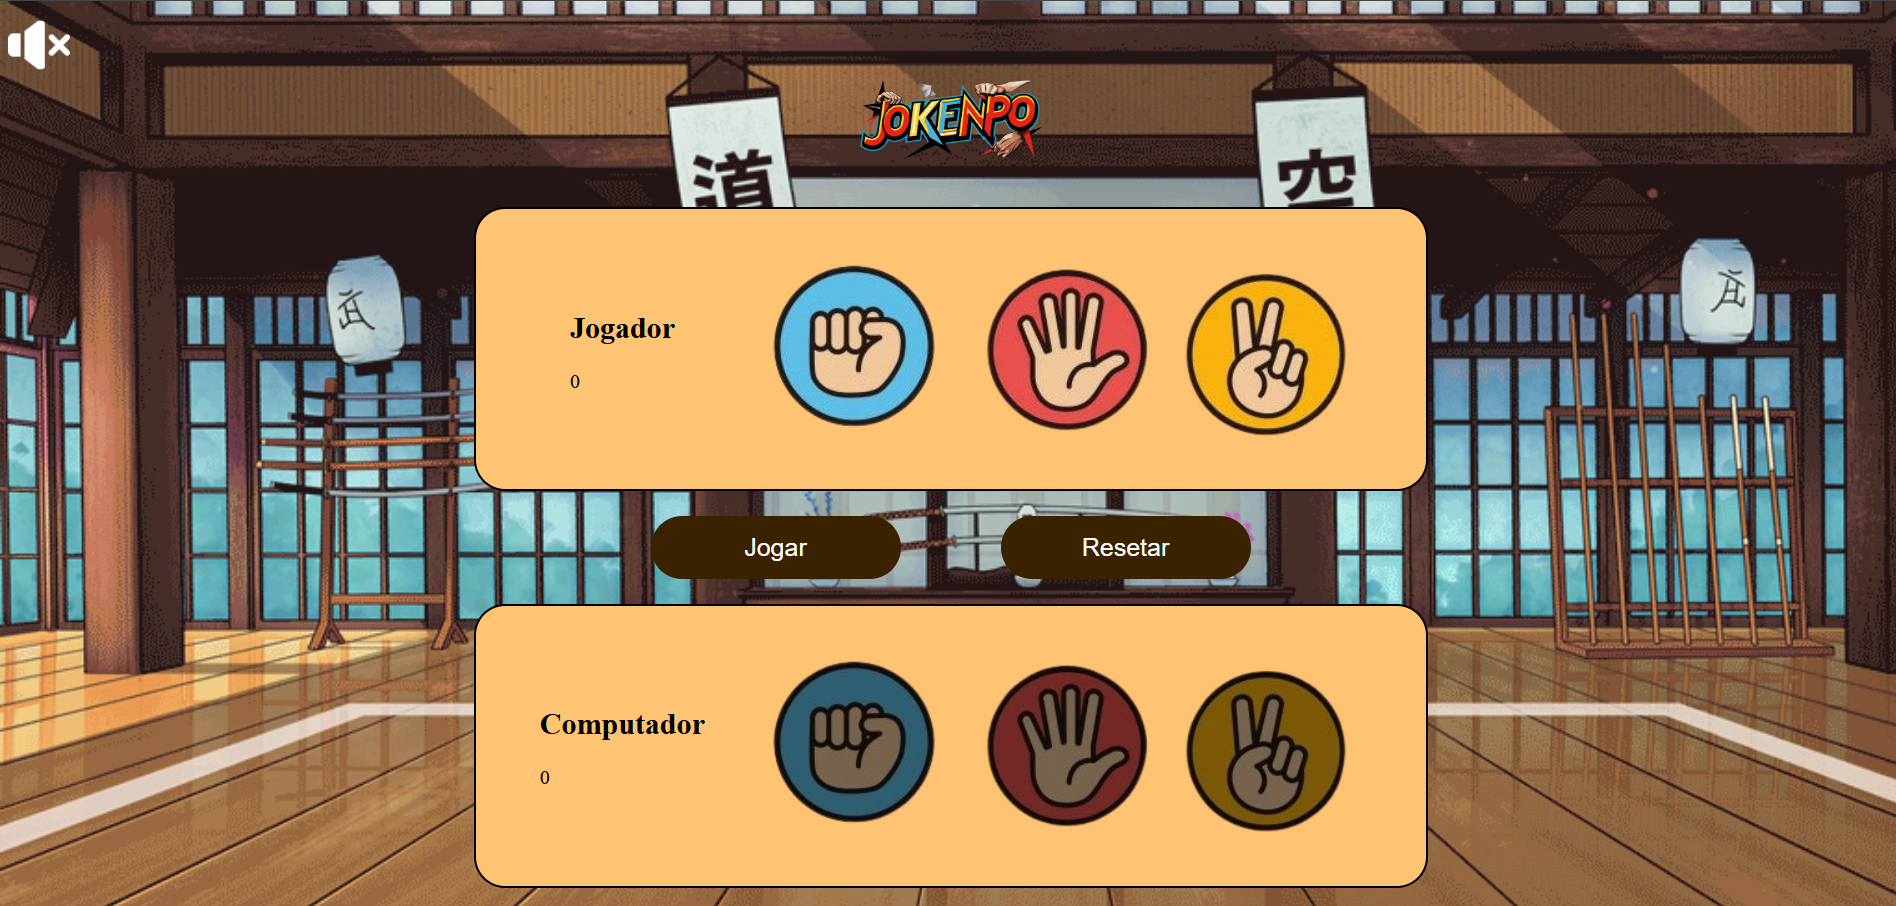 JOKENPO
道
空
Jogador
0
Jogar
Resetar
Computador
0